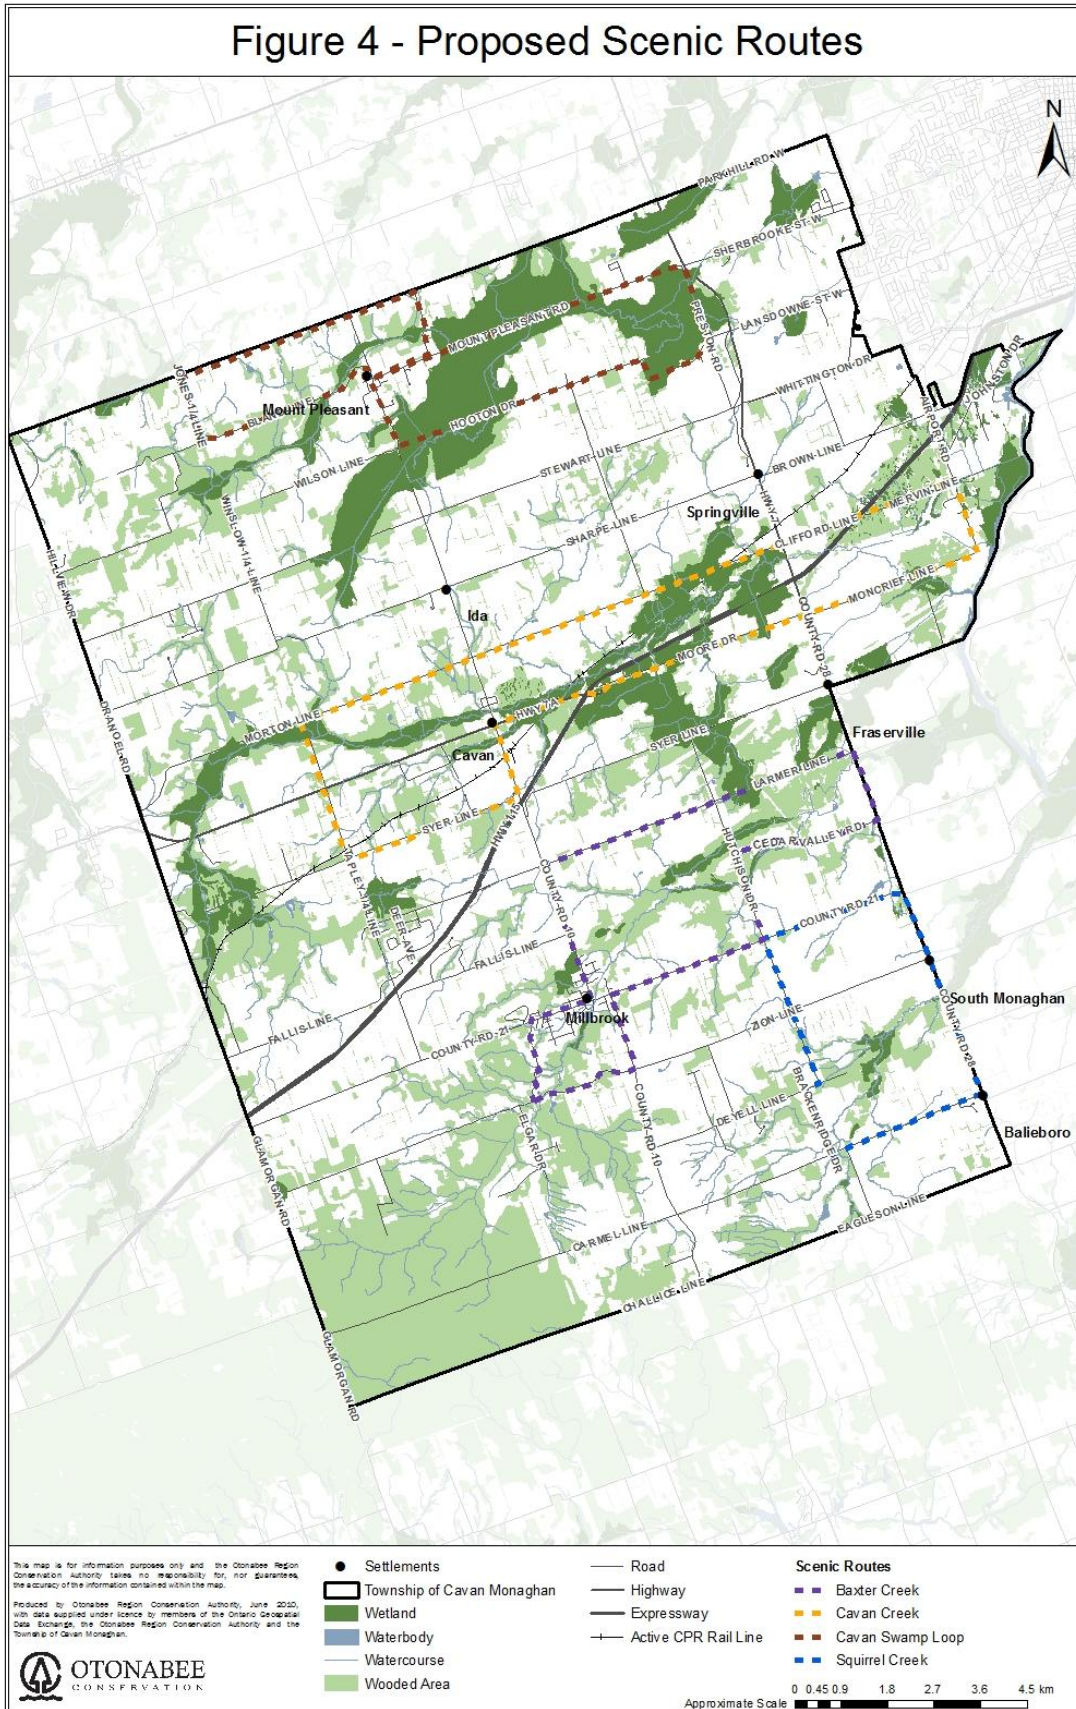 Figure 4 - Proposed Scenic Routes
N
PARKHILL RD W
SHERBROOKE ST W
MOUNT PLEASANT RD
PRESTON RD
LANSDOWNE ST W
JONES 1/4 LINE
BLAND LINE
Mount Pleasant
HOOTON DR
WHITTINGTON DR
JOHNSTON DR
AIRPORT RD
WILSON LINE
STEWART LINE
BROWN LINE
HWY 7
MERVIN LINE
WINSLOW 1/4 LINE
SHARPE LINE
Springville
CLIFFORD LINE
HILLVIEW DR
Ida
MONCRIEF LINE
COUNTY RD 28
MOORE DR
DRANOEL RD
MORTON LINE
HWY 7A
Cavan
SYER LINE
Fraserville
LARMER LINE
SYER LINE
HWY 115
HUTCHISON DR
CEDAR VALLEY RD
TAPLEY 1/4 LINE
DEER AVE
COUNTY RD 10
COUNTY RD 21
FALLIS LINE
FALLIS LINE
Millbrook
South Monaghan
COUNTY RD 21
ZION LINE
COUNTY RD 28
BRACKENRIDGE DR
DEYELL LINE
Balieboro
ELGAR DR
COUNTY RD 10
GLAMORGAN RD
CARMEL LINE
EAGLESON LINE
CHALLICE LINE
GLAMORGAN RD
This map is for information purposes only and the Otonabee Region
Conservation Authority takes no responsibility for, nor guarantees,
the accuracy of the information contained within the map.
Produced by Otonabee Region Conservation Authority, June 2010,
with data supplied under licence by members of the Ontario Geospatial
Data Exchange, the Otonabee Region Conservation Authority and the
Township of Cavan Monaghan.
OTONABEE
CONSERVATION
Settlements
Township of Cavan Monaghan
Wetland
Waterbody
Watercourse
Wooded Area
Road
Highway
Expressway
Active CPR Rail Line
Scenic Routes
Baxter Creek
Cavan Creek
Cavan Swamp Loop
Squirrel Creek
Approximate Scale
0 0.45 0.9 1.8 2.7 3.6 4.5 km